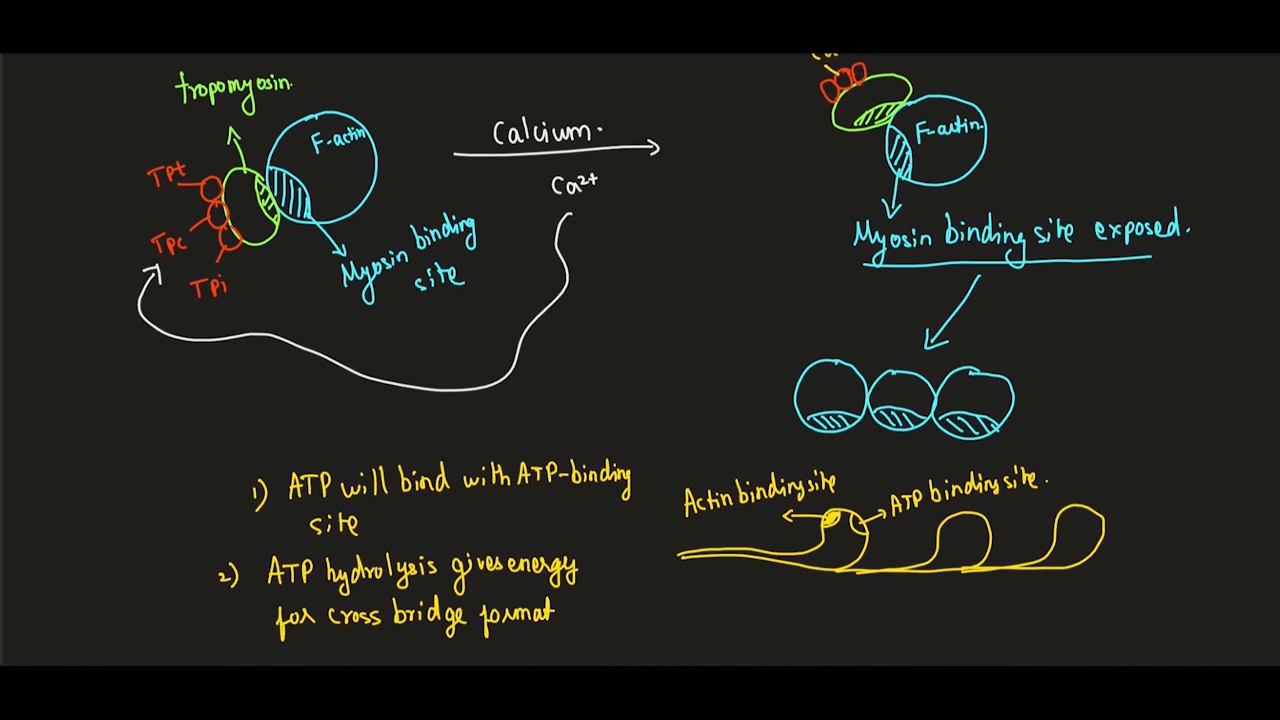 tropomyosin.
F-actin
TPt
TPc
TPi
Myosin binding
site
Calcium.
Ca²⁺
F-actin.
Myosin binding site exposed.
1) ATP will bind with ATP-binding
site
2) ATP hydrolysis gives energy
for cross bridge format
Actin binding site
ATP binding site.